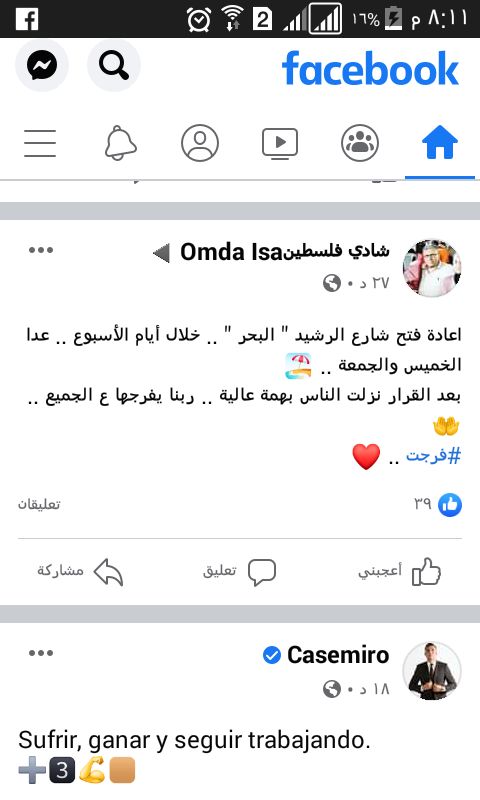 ٨:١١ م ١٦% 2
facebook
شادي فلسطين Omda Isa
٢٧ د
اعادة فتح شارع الرشيد " البحر " .. خلال أيام الأسبوع .. عدا
الخميس والجمعة .. 🏖️
بعد القرار نزلت الناس بهمة عالية .. ربنا يفرجها ع الجميع ..
🤲
#فرجت .. ❤️
٣٩ تعليقان
أعجبني تعليق مشاركة
Casemiro
١٨ د
Sufrir, ganar y seguir trabajando.
➕3️⃣💪🏼